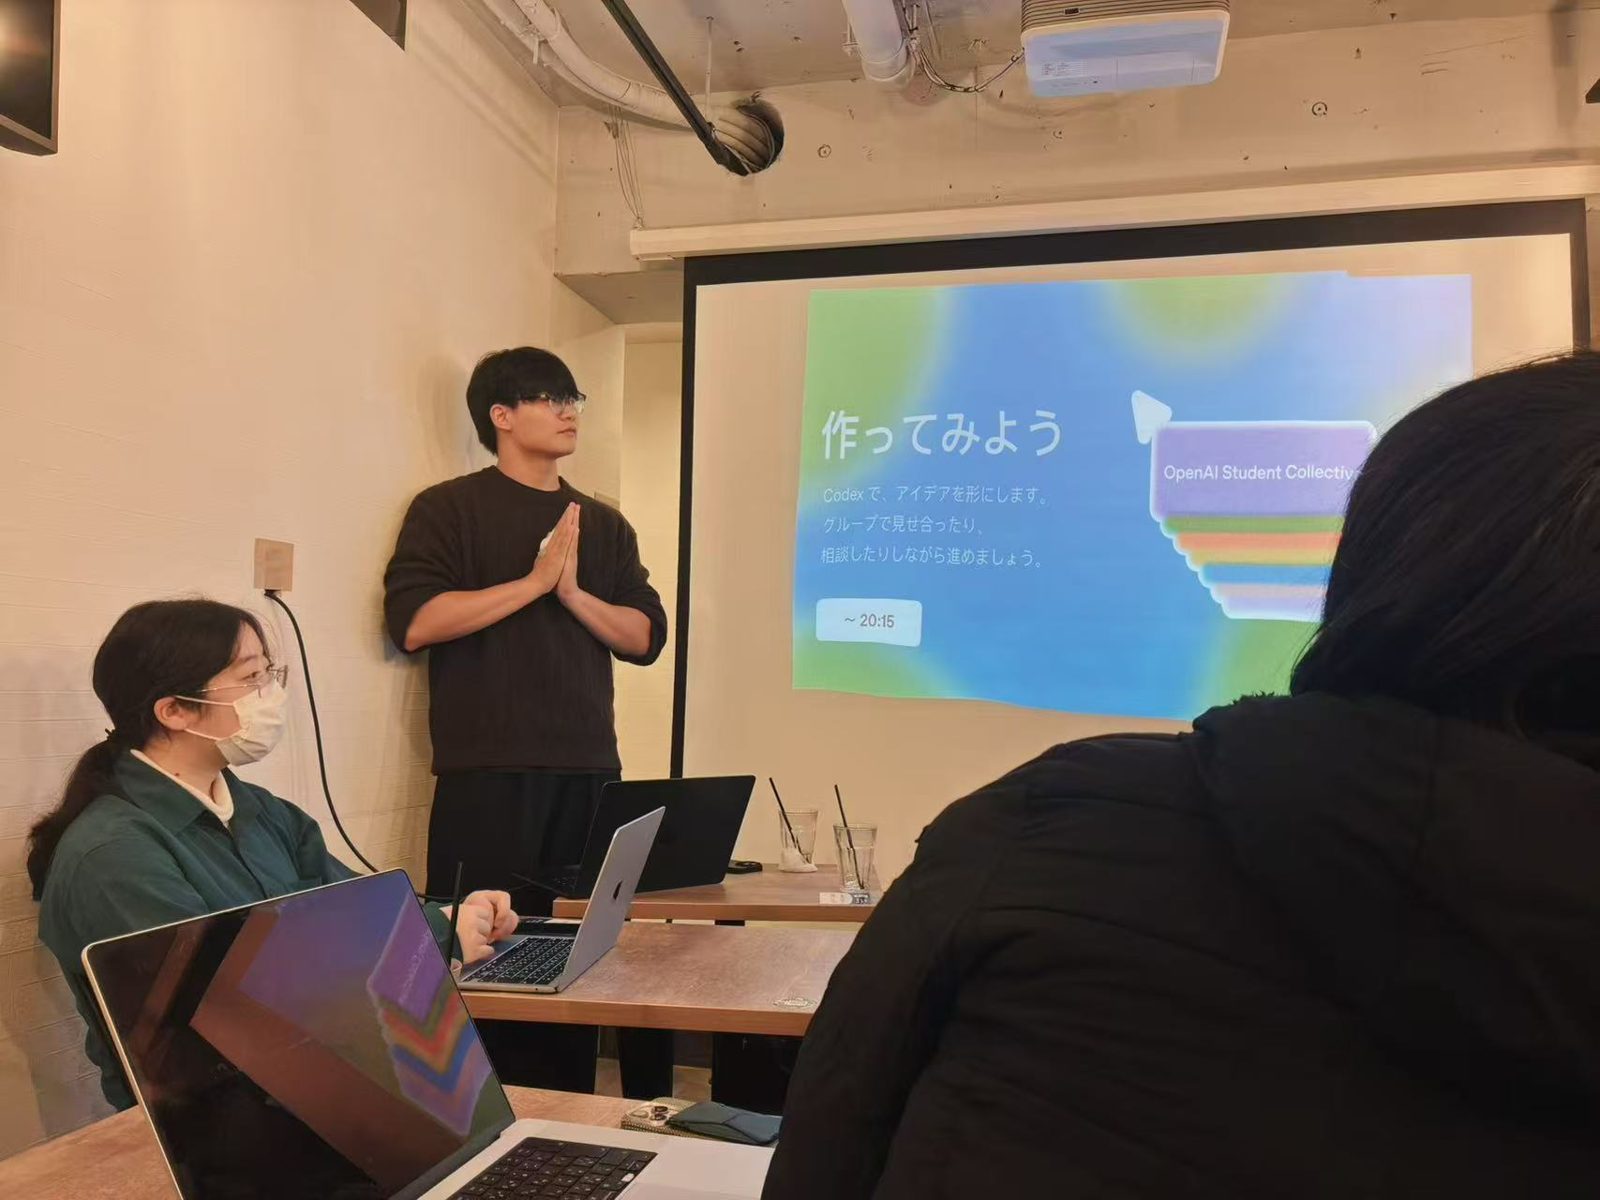 作ってみよう
Codex で、アイデアを形にします。
グループで見せ合ったり、
相談したりしながら進めましょう。
～ 20:15
OpenAI Student Collectiv